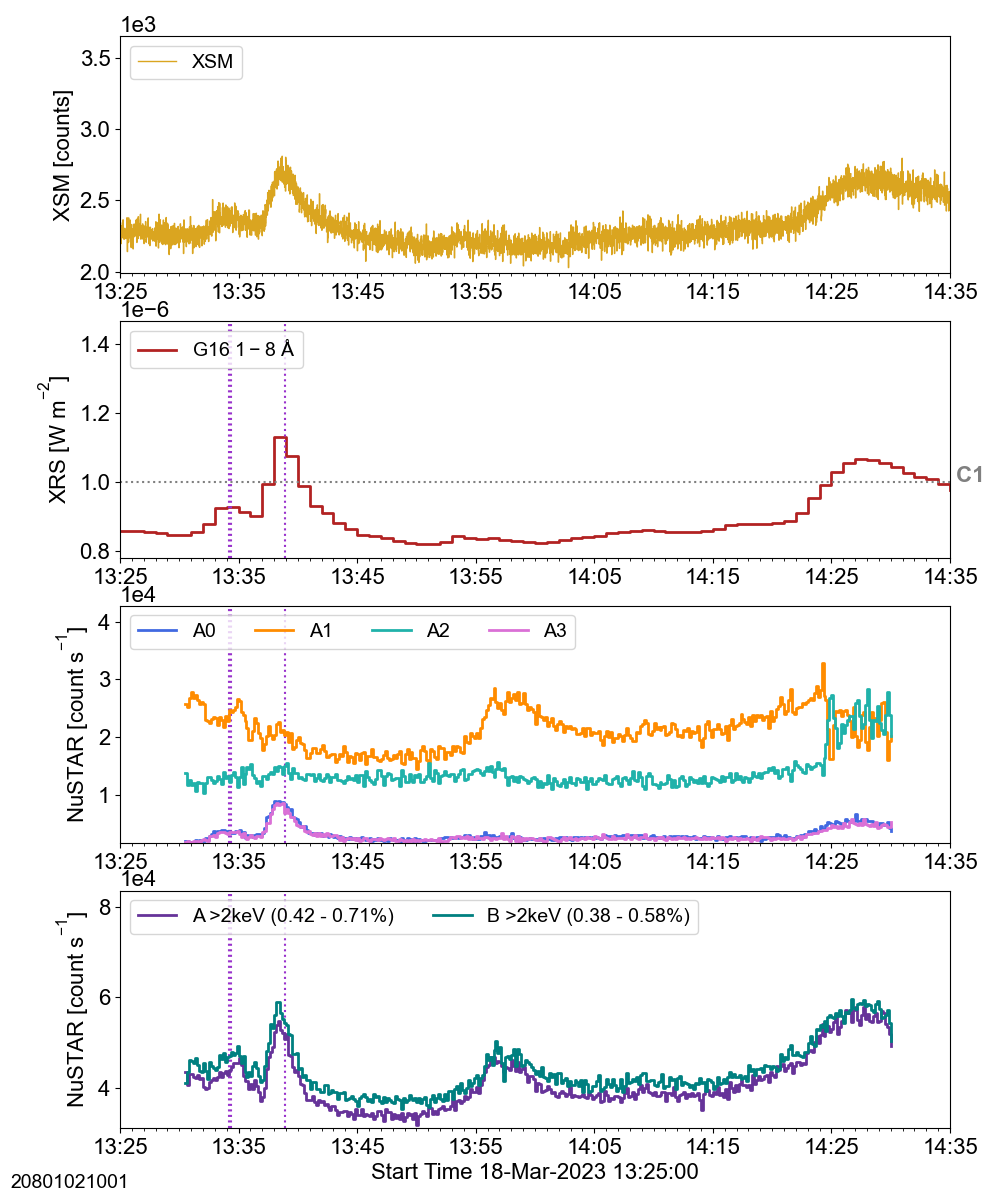 1e3
XSM [counts]
3.5
3.0
2.5
2.0
XSM
13:25 13:35 13:45 13:55 14:05 14:15 14:25 14:35
1e−6
XRS [W m⁻²]
1.4
1.2
1.0
0.8
G16 1 − 8 Å
C1
13:25 13:35 13:45 13:55 14:05 14:15 14:25 14:35
1e4
NuSTAR [count s⁻¹]
4
3
2
1
A0 A1 A2 A3
13:25 13:35 13:45 13:55 14:05 14:15 14:25 14:35
1e4
NuSTAR [count s⁻¹]
8
6
4
A >2keV (0.42 - 0.71%) B >2keV (0.38 - 0.58%)
13:25 13:35 13:45 13:55 14:05 14:15 14:25 14:35
Start Time 18-Mar-2023 13:25:00
20801021001